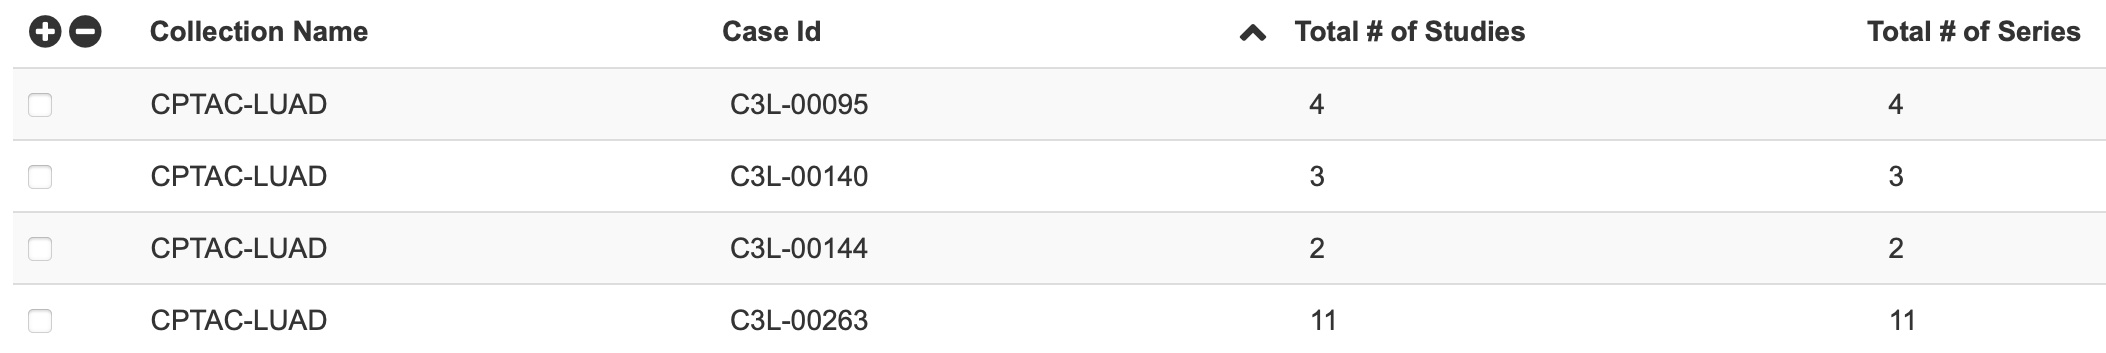 Collection Name Case Id Total # of Studies Total # of Series
CPTAC-LUAD C3L-00095 4 4
CPTAC-LUAD C3L-00140 3 3
CPTAC-LUAD C3L-00144 2 2
CPTAC-LUAD C3L-00263 11 11